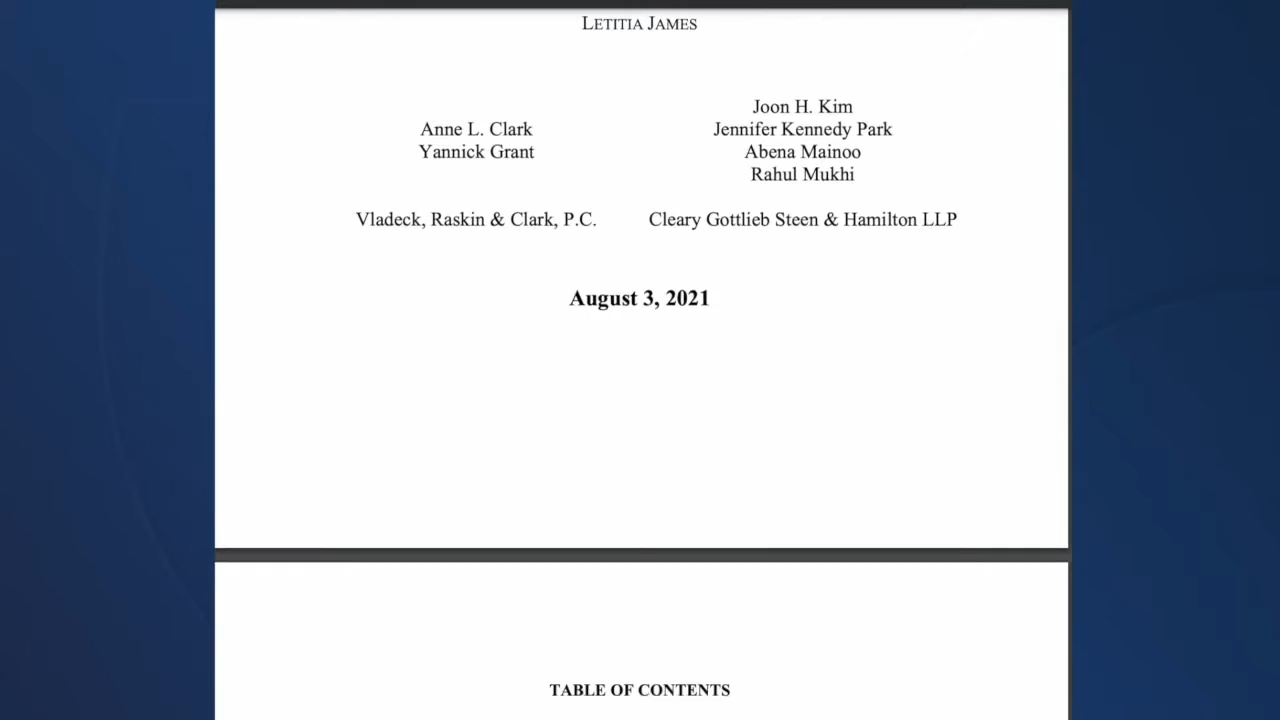 LETITIA JAMES
Joon H. Kim
Anne L. Clark
Jennifer Kennedy Park
Yannick Grant
Abena Mainoo
Rahul Mukhi
Vladeck, Raskin & Clark, P.C.
Cleary Gottlieb Steen & Hamilton LLP
August 3, 2021
TABLE OF CONTENTS